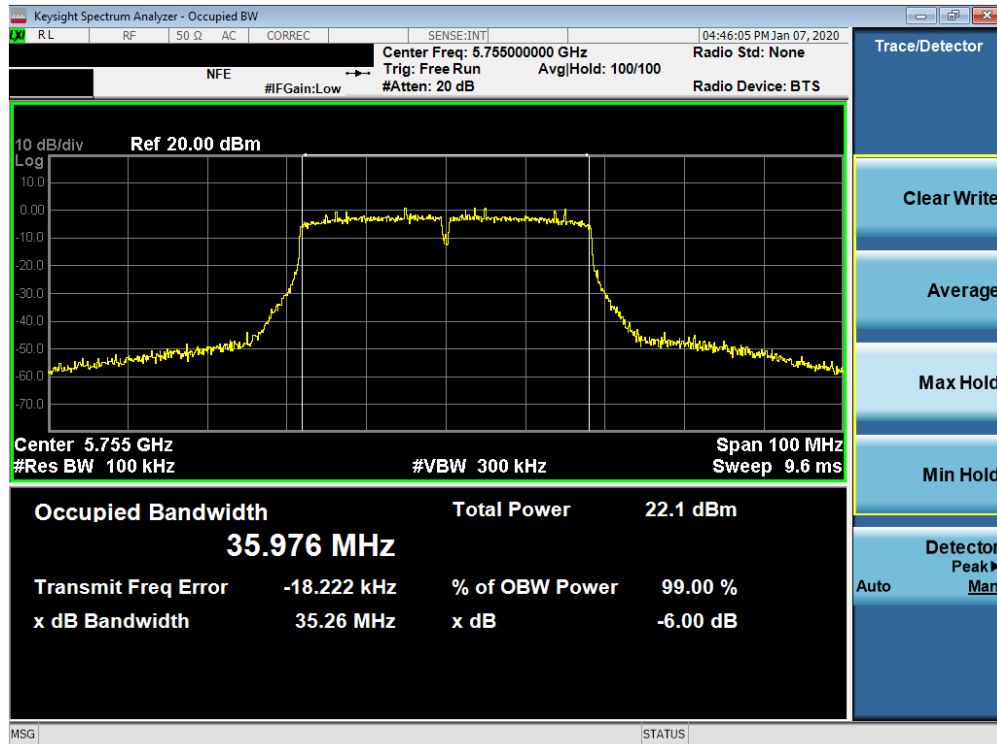 Keysight Spectrum Analyzer - Occupied BW
LXI RL RF 50 Ω AC CORREC SENSE:INT 04:46:05 PM Jan 07, 2020
Center Freq: 5.755000000 GHz Radio Std: None
NFE Trig: Free Run Avg|Hold: 100/100
#IFGain:Low #Atten: 20 dB Radio Device: BTS
Trace/Detector
10 dB/div Ref 20.00 dBm
Log
10.0
0.00
-10.0
-20.0
-30.0
-40.0
-50.0
-60.0
-70.0
Center 5.755 GHz Span 100 MHz
#Res BW 100 kHz #VBW 300 kHz Sweep 9.6 ms
Occupied Bandwidth Total Power 22.1 dBm
35.976 MHz
Transmit Freq Error -18.222 kHz % of OBW Power 99.00 %
x dB Bandwidth 35.26 MHz x dB -6.00 dB
Clear Write
Average
Max Hold
Min Hold
Detector
Peak
Auto Man
MSG STATUS